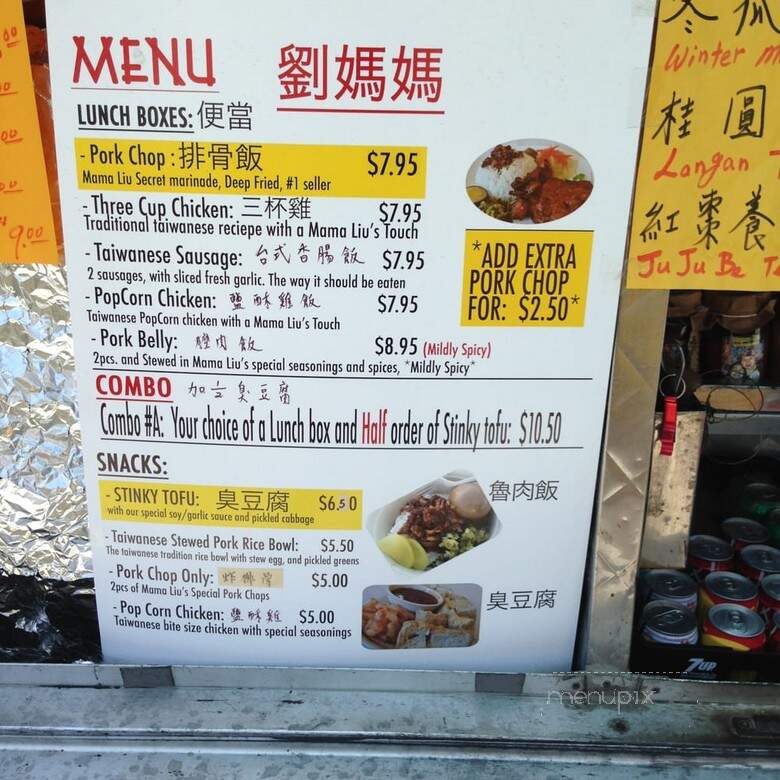 MENU 劉媽媽
LUNCH BOXES: 便當
- Pork Chop : 排骨飯 $7.95
Mama Liu Secret marinade, Deep Fried, #1 seller
- Three Cup Chicken: 三杯雞 $7.95
Traditional taiwanese reciepe with a Mama Liu's Touch
- Taiwanese Sausage: 台式香腸飯 $7.95
2 sausages, with sliced fresh garlic. The way it should be eaten
- PopCorn Chicken: 鹽酥雞飯 $7.95
Taiwanese PopCorn chicken with a Mama Liu's Touch
- Pork Belly: 肉飯 $8.95 (Mildly Spicy)
2pcs. and Stewed in Mama Liu's special seasonings and spices, *Mildly Spicy*
*ADD EXTRA
PORK CHOP
FOR: $2.50*
COMBO 加 臭豆腐
Combo #A: Your choice of a Lunch box and Half order of Stinky tofu: $10.50
SNACKS:
- STINKY TOFU: 臭豆腐 $6.50
with our special soy/garlic sauce and pickled cabbage
- Taiwanese Stewed Pork Rice Bowl: $5.50
The taiwanese tradition rice bowl with stew egg, and pickled greens
- Pork Chop Only: 炸排 $5.00
2pcs of Mama Liu's Special Pork Chops
- Pop Corn Chicken: 鹽酥雞 $5.00
Taiwanese bite size chicken with special seasonings
魯肉飯
臭豆腐
9.00
冬瓜
Winter
桂圓
Longan
紅棗養
JuJu Be
7UP
menupix